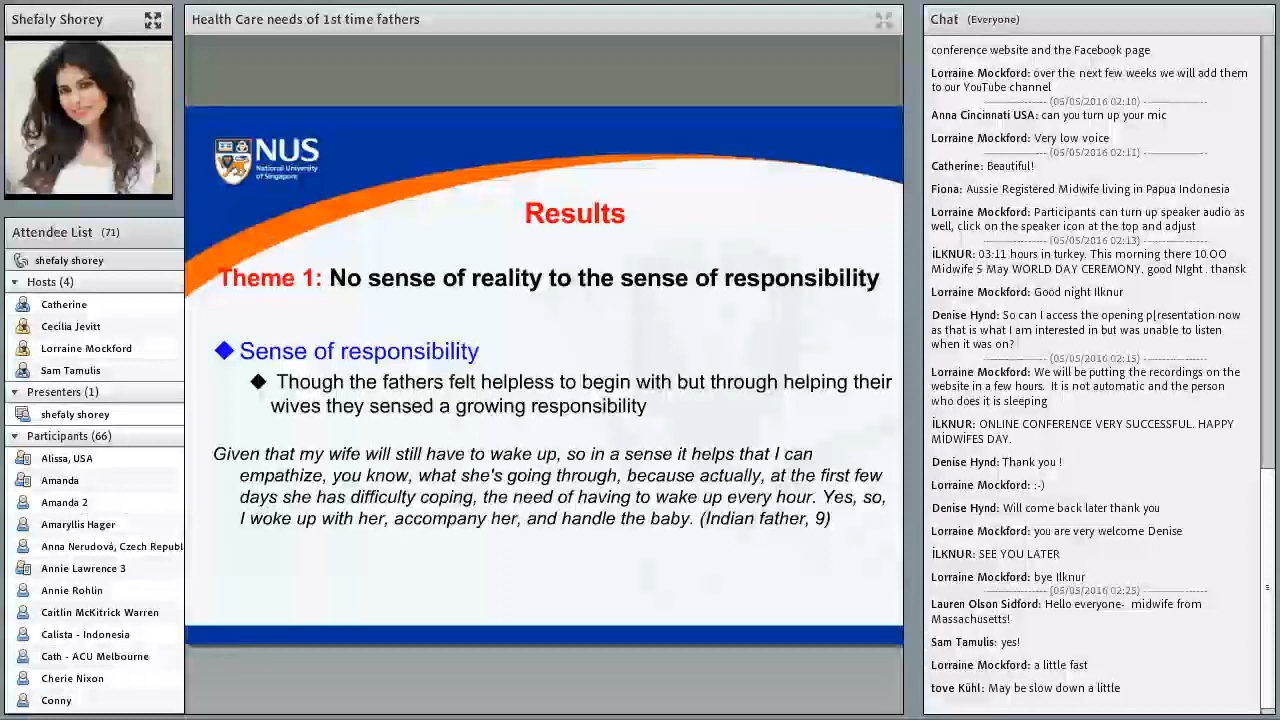 Shefaly Shorey
Attendee List (71)
shefaly shorey
Hosts (4)
Catherine
Cecilia Jevitt
Lorraine Mockford
Sam Tamulis
Presenters (1)
shefaly shorey
Participants (66)
Alissa, USA
Amanda
Amanda 2
Amaryllis Hager
Anna Nerudová, Czech Republ
Annie Lawrence 3
Annie Rohlin
Caitlin McKitrick Warren
Calista - Indonesia
Cath - ACU Melbourne
Cherie Nixon
Conny
Health Care needs of 1st time fathers
NUS
National University
of Singapore
Results
Theme 1: No sense of reality to the sense of responsibility
Sense of responsibility
Though the fathers felt helpless to begin with but through helping their
wives they sensed a growing responsibility
Given that my wife will still have to wake up, so in a sense it helps that I can
empathize, you know, what she's going through, because actually, at the first few
days she has difficulty coping, the need of having to wake up every hour. Yes, so,
I woke up with her, accompany her, and handle the baby. (Indian father, 9)
Chat (Everyone)
conference website and the Facebook page
Lorraine Mockford: over the next few weeks we will add them
to our YouTube channel
------------------ (05/05/2016 02:10) ------------------
Anna Cincinnati USA: can you turn up your mic
Lorraine Mockford: Very low voice
------------------ (05/05/2016 02:11) ------------------
Catherine: Beautiful!
Fiona: Aussie Registered Midwife living in Papua Indonesia
Lorraine Mockford: Participants can turn up speaker audio as
well, click on the speaker icon at the top and adjust
------------------ (05/05/2016 02:13) ------------------
İLKNUR: 03:11 hours in turkey. This morning there 10.OO
Midwife 5 May WORLD DAY CEREMONY. good NIght . thansk
Lorraine Mockford: Good night Ilknur
Denise Hynd: So can I access the opening p[resentation now
as that is what I am interested in but was unable to listen
when it was on?
------------------ (05/05/2016 02:15) ------------------
Lorraine Mockford: We will be putting the recordings on the
website in a few hours. It is not automatic and the person
who does it is sleeping
İLKNUR: ONLINE CONFERENCE VERY SUCCESSFUL. HAPPY
MİDWİFES DAY.
Denise Hynd: Thank you !
Lorraine Mockford: :-)
Denise Hynd: Will come back later thank you
Lorraine Mockford: you are very welcome Denise
İLKNUR: SEE YOU LATER
Lorraine Mockford: bye Ilknur
------------------ (05/05/2016 02:25) ------------------
Lauren Olson Sidford: Hello everyone- midwife from
Massachusetts!
Sam Tamulis: yes!
Lorraine Mockford: a little fast
tove Kühl: May be slow down a little